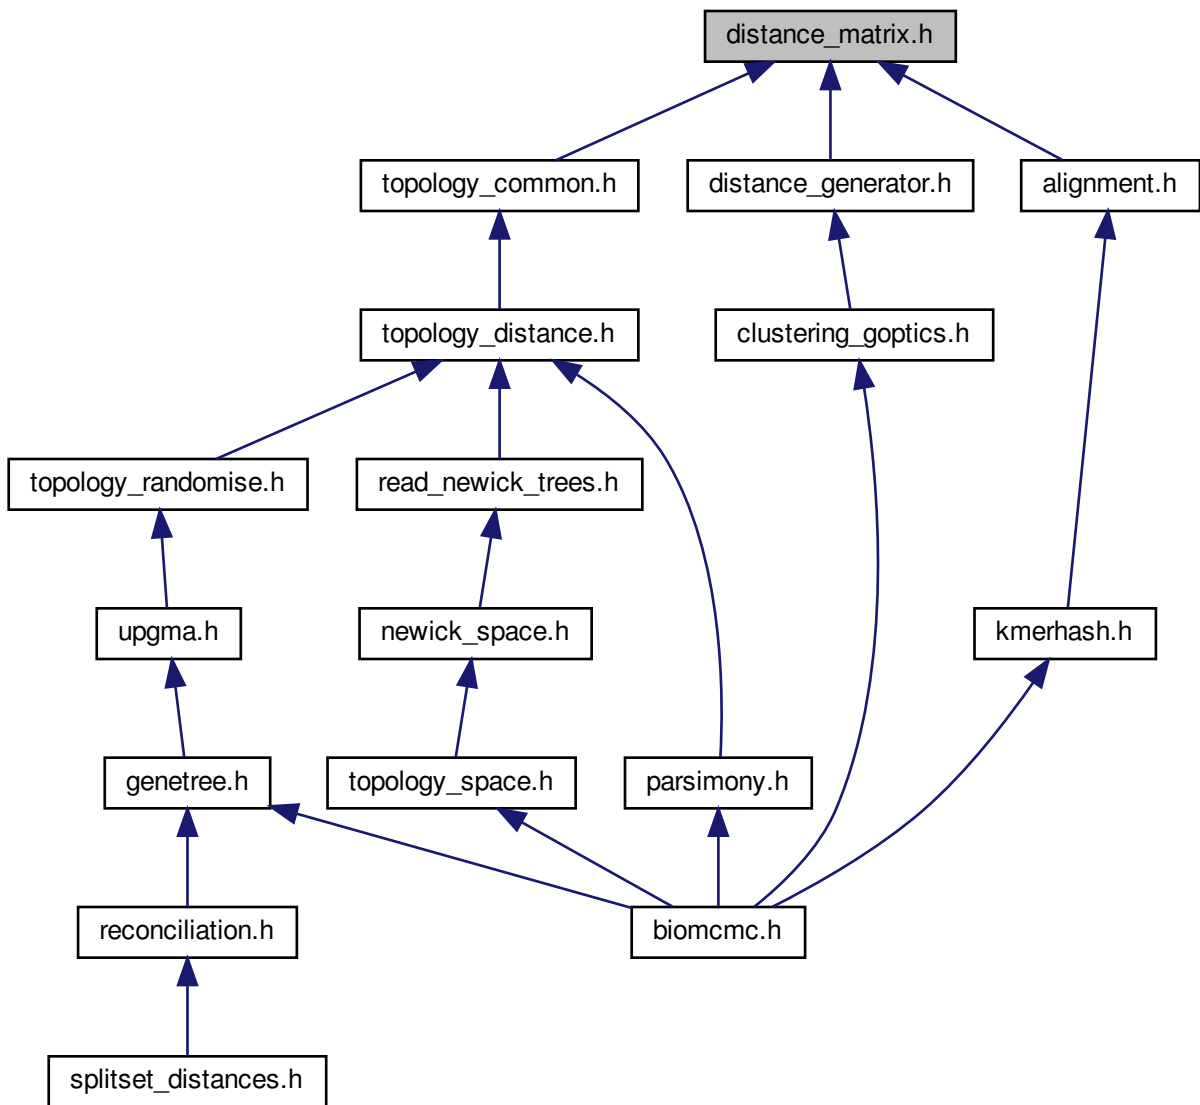 distance_matrix.h
topology_common.h
distance_generator.h
alignment.h
topology_distance.h
clustering_goptics.h
topology_randomise.h
read_newick_trees.h
upgma.h
newick_space.h
kmerhash.h
genetree.h
topology_space.h
parsimony.h
reconciliation.h
biomcmc.h
splitset_distances.h